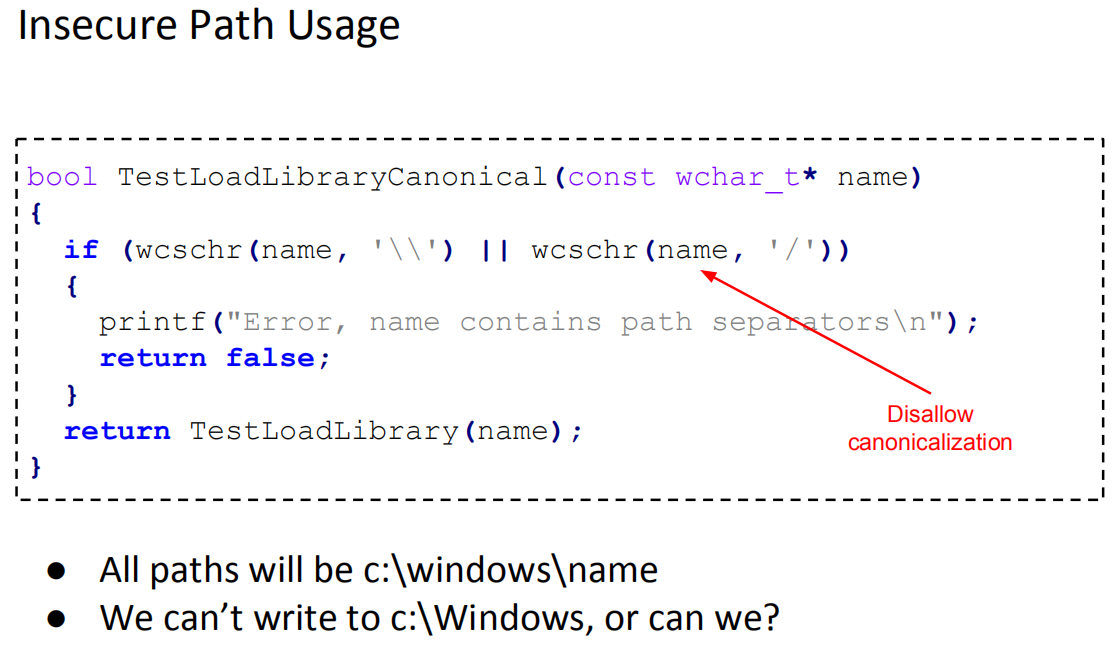 Insecure Path Usage
bool TestLoadLibraryCanonical(const wchar_t* name)
{
  if (wcschr(name, '\\') || wcschr(name, '/'))
  {
    printf("Error, name contains path separators\n");
    return false;
  }
  return TestLoadLibrary(name);
}
Disallow
canonicalization
● All paths will be c:\windows\name
● We can’t write to c:\Windows, or can we?